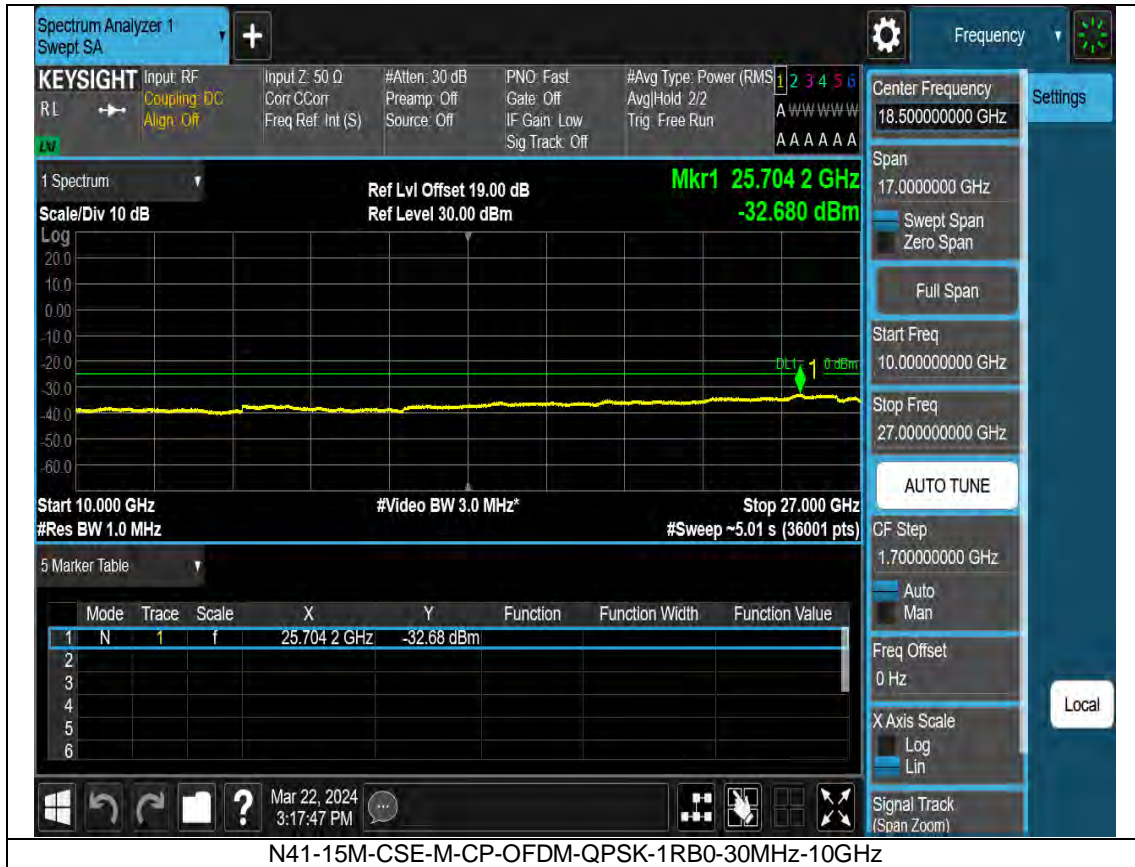 Spectrum Analyzer 1
Swept SA
+
Frequency
KEYSIGHT
RL
LXI
Input: RF
Coupling: DC
Align: Off
Input Z: 50 Ω
Corr CCorr
Freq Ref: Int (S)
#Atten: 30 dB
Preamp: Off
Source: Off
PNO: Fast
Gate: Off
IF Gain: Low
Sig Track: Off
#Avg Type: Power (RMS
Avg|Hold: 2/2
Trig: Free Run
1 2 3 4 5 6
A W W W W W
A A A A A A
Center Frequency
18.500000000 GHz
Settings
Span
17.0000000 GHz
Swept Span
Zero Span
Full Span
Start Freq
10.000000000 GHz
Stop Freq
27.000000000 GHz
AUTO TUNE
CF Step
1.700000000 GHz
Auto
Man
Freq Offset
0 Hz
X Axis Scale
Log
Lin
Signal Track
(Span Zoom)
Local
1 Spectrum
Scale/Div 10 dB
Ref Lvl Offset 19.00 dB
Ref Level 30.00 dBm
Mkr1 25.704 2 GHz
-32.680 dBm
Log
20.0
10.0
0.00
-10.0
-20.0
-30.0
-40.0
-50.0
-60.0
1
0 dBm
Start 10.000 GHz
#Video BW 3.0 MHz*
Stop 27.000 GHz
#Res BW 1.0 MHz
#Sweep ~5.01 s (36001 pts)
5 Marker Table
Mode Trace Scale X Y Function Function Width Function Value
1 N 1 f 25.704 2 GHz -32.68 dBm
2
3
4
5
6
?
Mar 22, 2024
3:17:47 PM
N41-15M-CSE-M-CP-OFDM-QPSK-1RB0-30MHz-10GHz